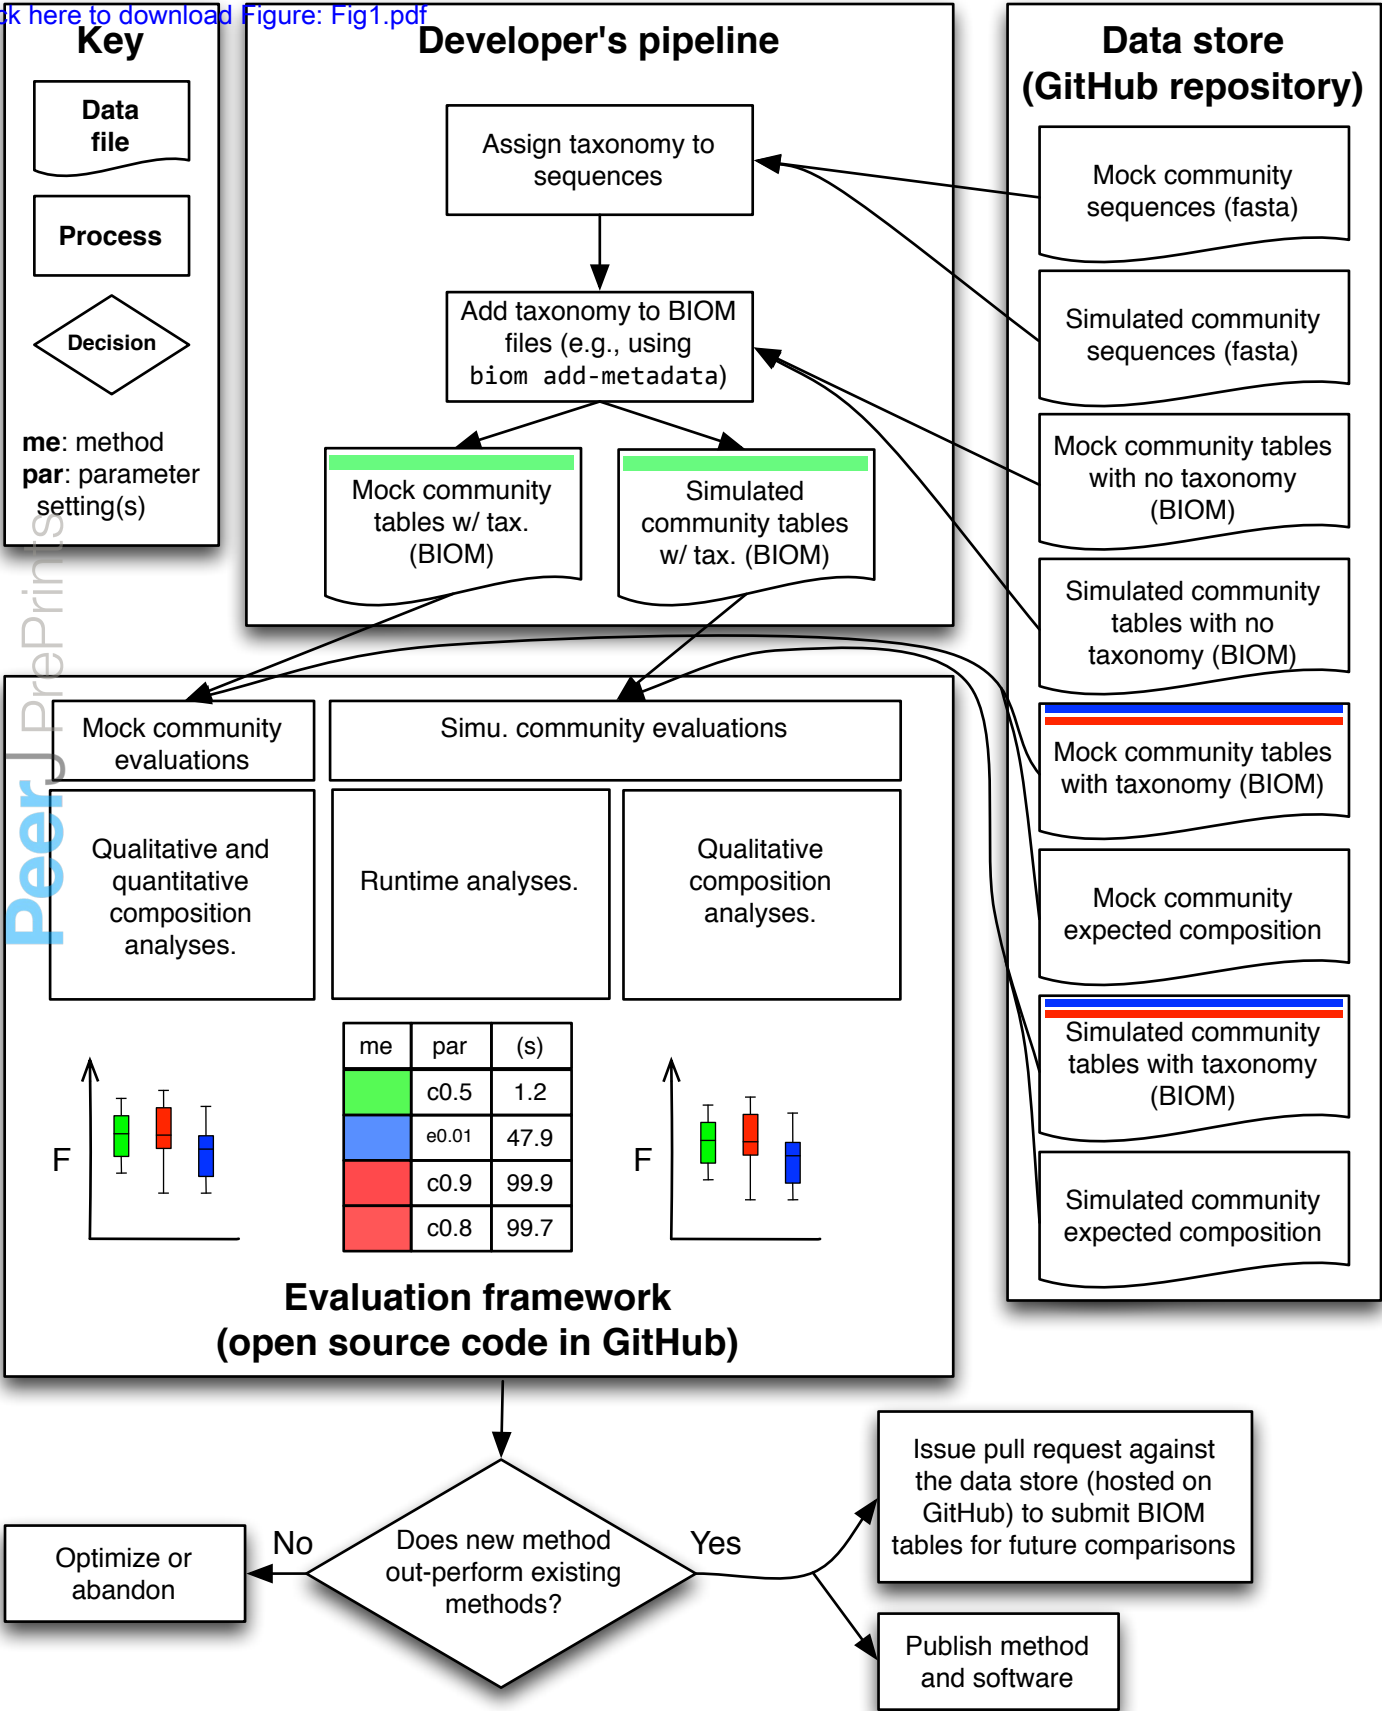 ck here to download Figure: Fig1.pdf
Key
Data
file
Process
Decision
me: method
par: parameter
setting(s)
PeerJ PrePrints
Developer's pipeline
Assign taxonomy to
sequences
Add taxonomy to BIOM
files (e.g., using
biom add-metadata)
Mock community
tables w/ tax.
(BIOM)
Simulated
community tables
w/ tax. (BIOM)
Data store
(GitHub repository)
Mock community
sequences (fasta)
Simulated community
sequences (fasta)
Mock community tables
with no taxonomy
(BIOM)
Simulated community
tables with no
taxonomy (BIOM)
Mock community tables
with taxonomy (BIOM)
Mock community
expected composition
Simulated community
tables with taxonomy
(BIOM)
Simulated community
expected composition
Mock community
evaluations
Simu. community evaluations
Qualitative and
quantitative
composition
analyses.
Runtime analyses.
Qualitative
composition
analyses.
F
me par (s)
c0.5 1.2
e0.01 47.9
c0.9 99.9
c0.8 99.7
F
Evaluation framework
(open source code in GitHub)
Does new method
out-perform existing
methods?
No
Optimize or
abandon
Yes
Issue pull request against
the data store (hosted on
GitHub) to submit BIOM
tables for future comparisons
Publish method
and software